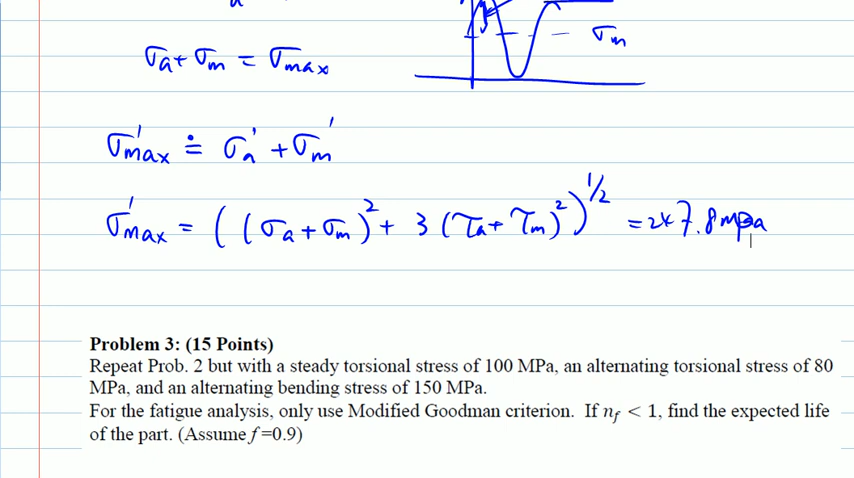 σa + σm = σmax
σm
σ'max ≐ σa' + σm'
σ'max = ((σa + σm)² + 3(τa + τm)²)^1/2 = 247.8 mpa
Problem 3: (15 Points)
Repeat Prob. 2 but with a steady torsional stress of 100 MPa, an alternating torsional stress of 80
MPa, and an alternating bending stress of 150 MPa.
For the fatigue analysis, only use Modified Goodman criterion. If nf < 1, find the expected life
of the part. (Assume f =0.9)